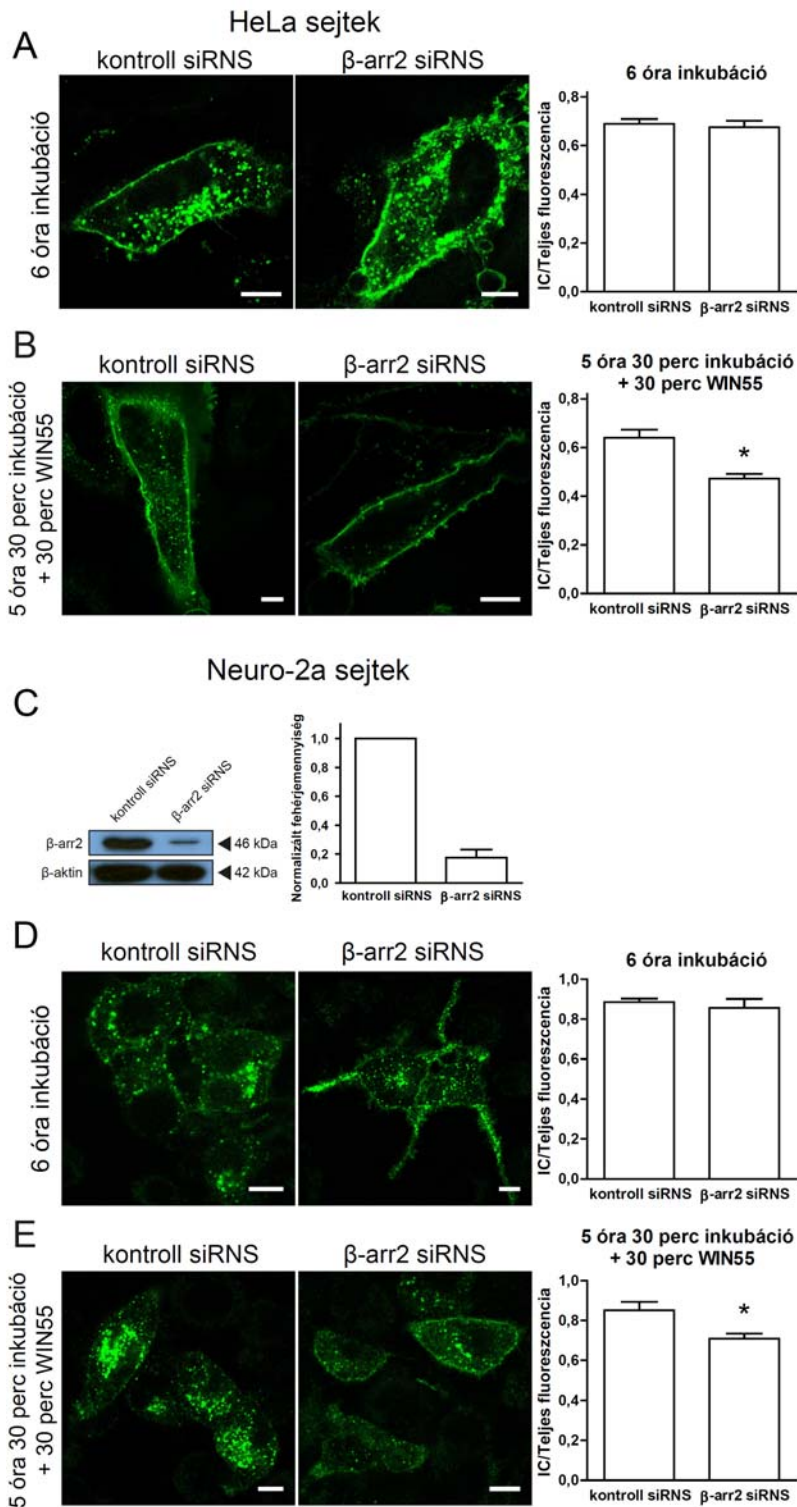 HeLa sejtek
A
kontroll siRNS
β-arr2 siRNS
6 óra inkubáció
6 óra inkubáció
IC/Teljes fluoreszcencia
0,8
0,6
0,4
0,2
0,0
kontroll siRNS
β-arr2 siRNS
B
kontroll siRNS
β-arr2 siRNS
5 óra 30 perc inkubáció
+ 30 perc WIN55
5 óra 30 perc inkubáció
+ 30 perc WIN55
IC/Teljes fluoreszcencia
0,8
0,6
0,4
0,2
0,0
*
kontroll siRNS
β-arr2 siRNS
Neuro-2a sejtek
C
kontroll siRNS
β-arr2 siRNS
β-arr2
46 kDa
β-aktin
42 kDa
Normalizált fehérjemennyiség
1,0
0,8
0,6
0,4
0,2
0,0
kontroll siRNS
β-arr2 siRNS
D
kontroll siRNS
β-arr2 siRNS
6 óra inkubáció
6 óra inkubáció
IC/Teljes fluoreszcencia
1,0
0,8
0,6
0,4
0,2
0,0
kontroll siRNS
β-arr2 siRNS
E
kontroll siRNS
β-arr2 siRNS
5 óra 30 perc inkubáció
+ 30 perc WIN55
5 óra 30 perc inkubáció
+ 30 perc WIN55
IC/Teljes fluoreszcencia
1,0
0,8
0,6
0,4
0,2
0,0
*
kontroll siRNS
β-arr2 siRNS